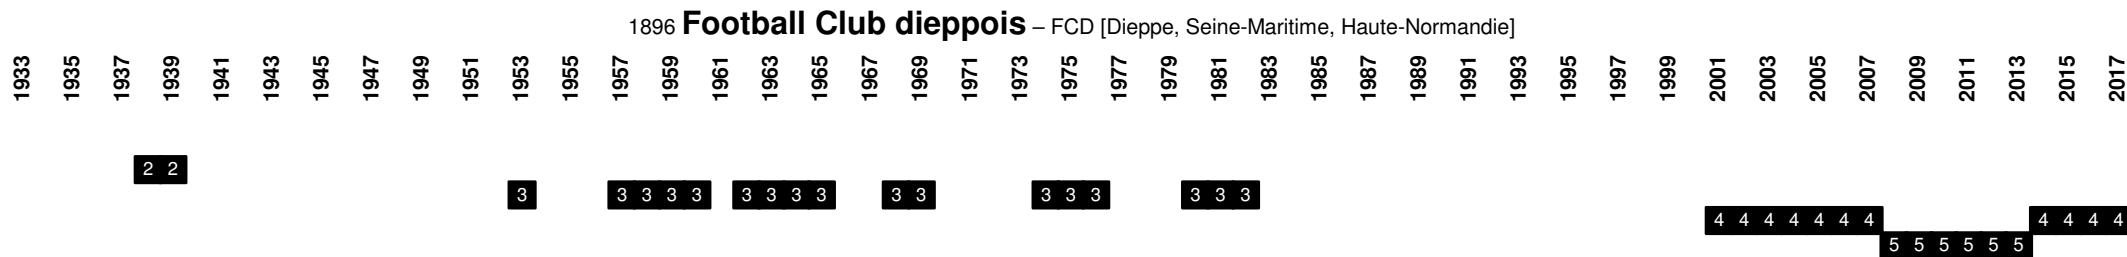 1896 Football Club dieppois – FCD [Dieppe, Seine-Maritime, Haute-Normandie]
1933 1935 1937 1939 1941 1943 1945 1947 1949 1951 1953 1955 1957 1959 1961 1963 1965 1967 1969 1971 1973 1975 1977 1979 1981 1983 1985 1987 1989 1991 1993 1995 1997 1999 2001 2003 2005 2007 2009 2011 2013 2015 2017
2 2
3 3 3 3 3 3 3 3 3 3 3 3 3 3 3 3 3
4 4 4 4 4 4 4 4 4 4 4
5 5 5 5 5 5